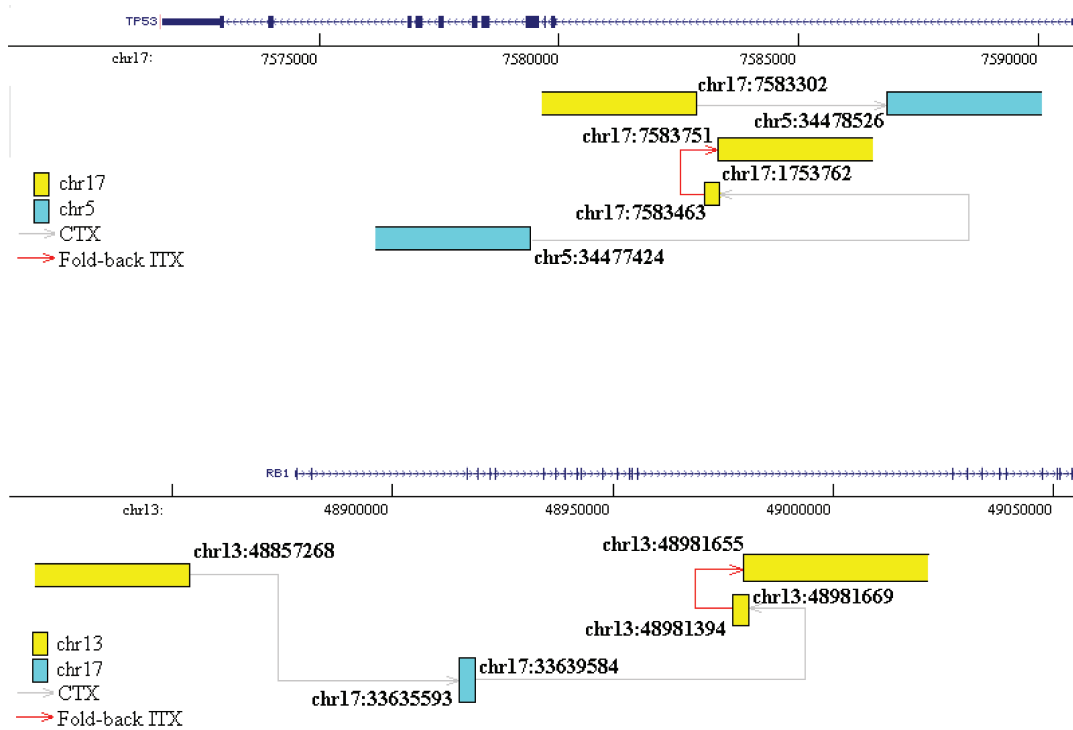 TP53
chr17: 7575000 7580000 7585000 7590000
chr17:7583302
chr5:34478526
chr17:7583751
chr17:1753762
chr17:7583463
chr5:34477424
chr17
chr5
CTX
Fold-back ITX
RB1
chr13: 48900000 48950000 49000000 49050000
chr13:48857268
chr13:48981655
chr13:48981669
chr13:48981394
chr17:33639584
chr17:33635593
chr13
chr17
CTX
Fold-back ITX